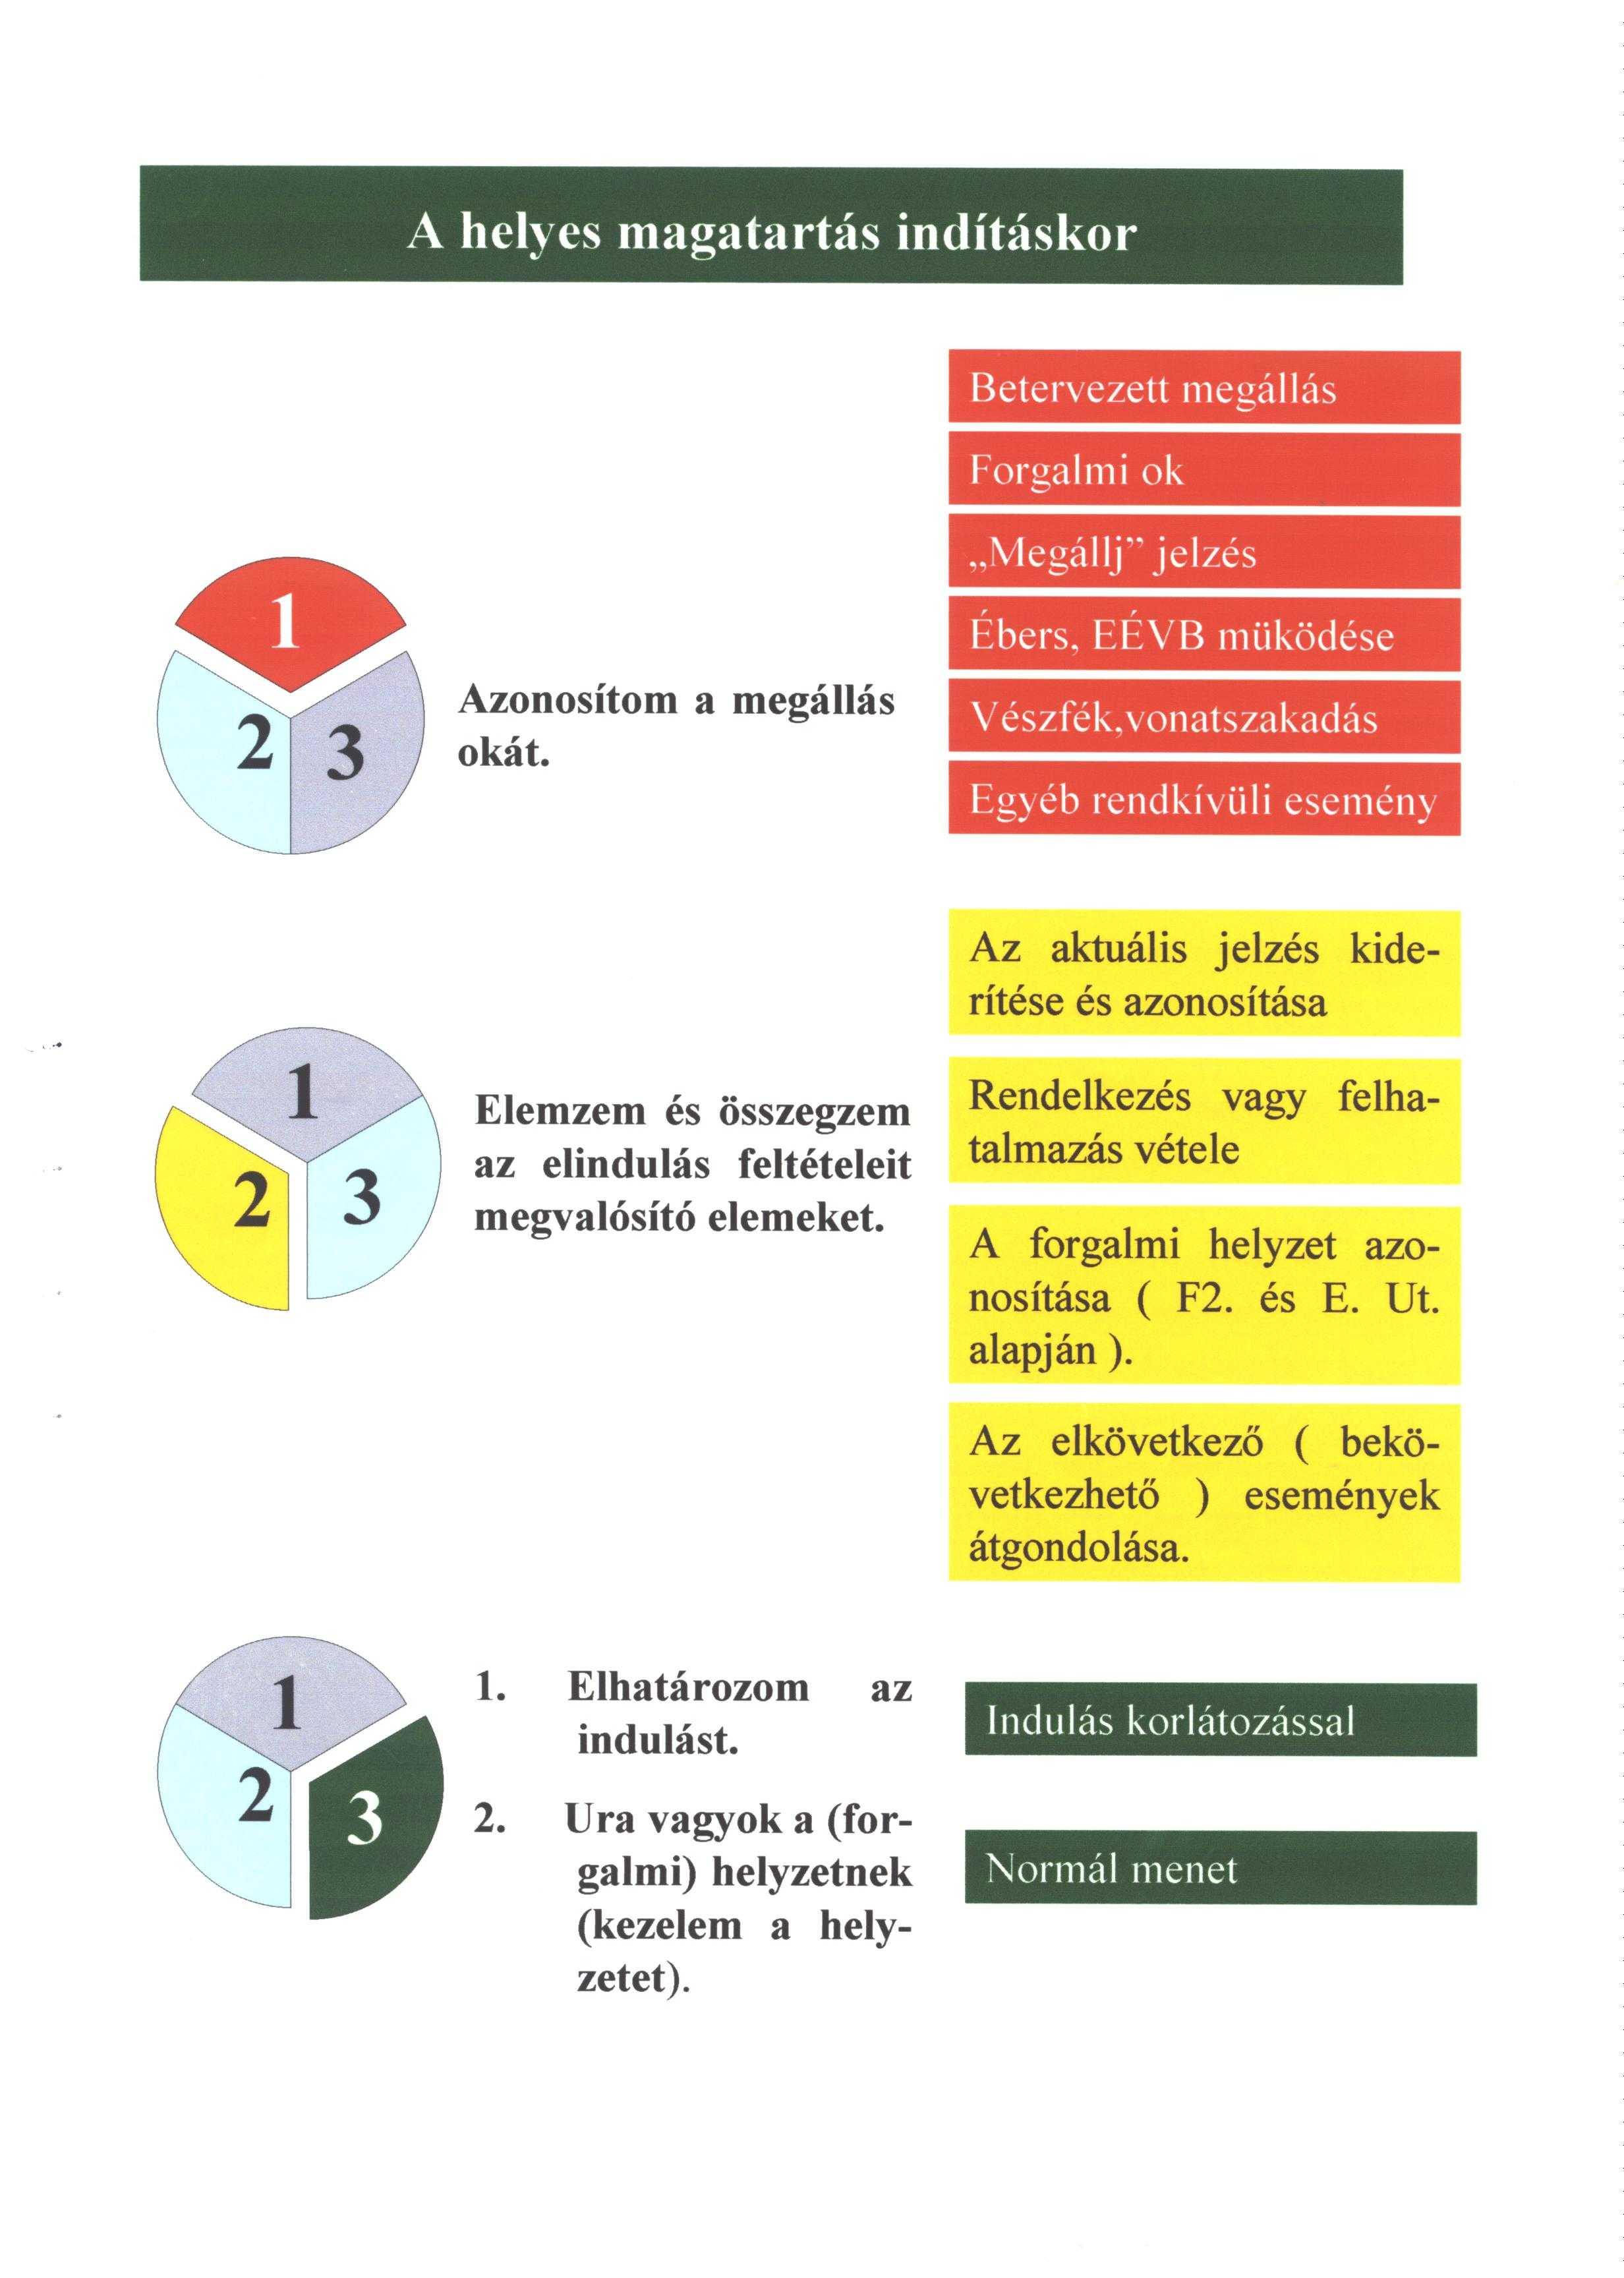 A helyes magatartás indításkor
1
2
3
Azonosítom a megállás
okát.
Betervezett megállás
Forgalmi ok
„Megállj” jelzés
Ébers, EÉVB müködése
Vészfék,vonatszakadás
Egyéb rendkívüli esemény
1
2
3
Elemzem és összegzem
az elindulás feltételeit
megvalósító elemeket.
Az aktuális jelzés kide-
rítése és azonosítása
Rendelkezés vagy felha-
talmazás vétele
A forgalmi helyzet azo-
nosítása ( F2. és E. Ut.
alapján ).
Az elkövetkező ( bekö-
vetkezhető ) események
átgondolása.
1
2
3
1. Elhatározom az
indulást.
2. Ura vagyok a (for-
galmi) helyzetnek
(kezelem a hely-
zetet).
Indulás korlátozással
Normál menet